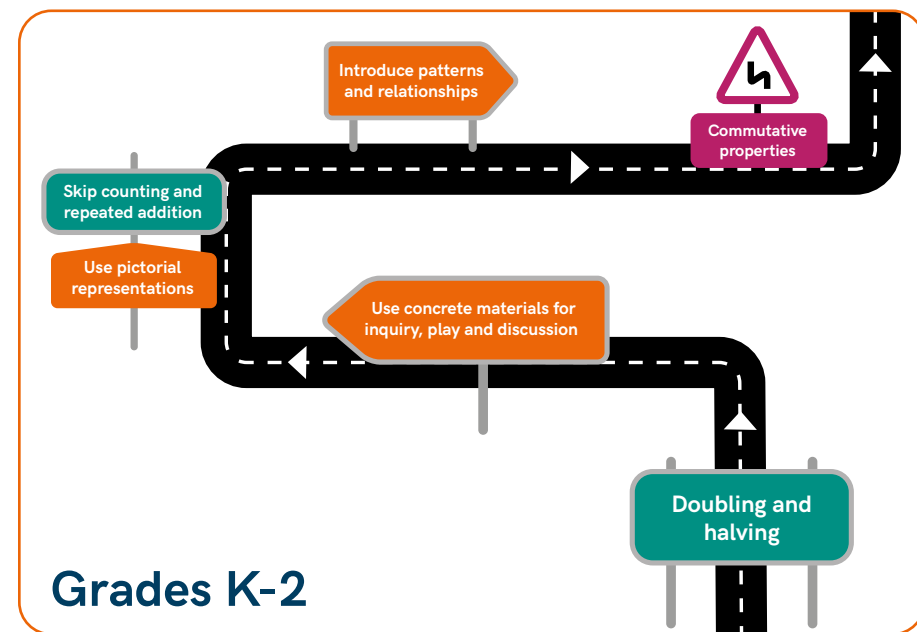 Introduce patterns
and relationships
Commutative
properties
Skip counting and
repeated addition
Use pictorial
representations
Use concrete materials for
inquiry, play and discussion
Doubling and
halving
Grades K-2